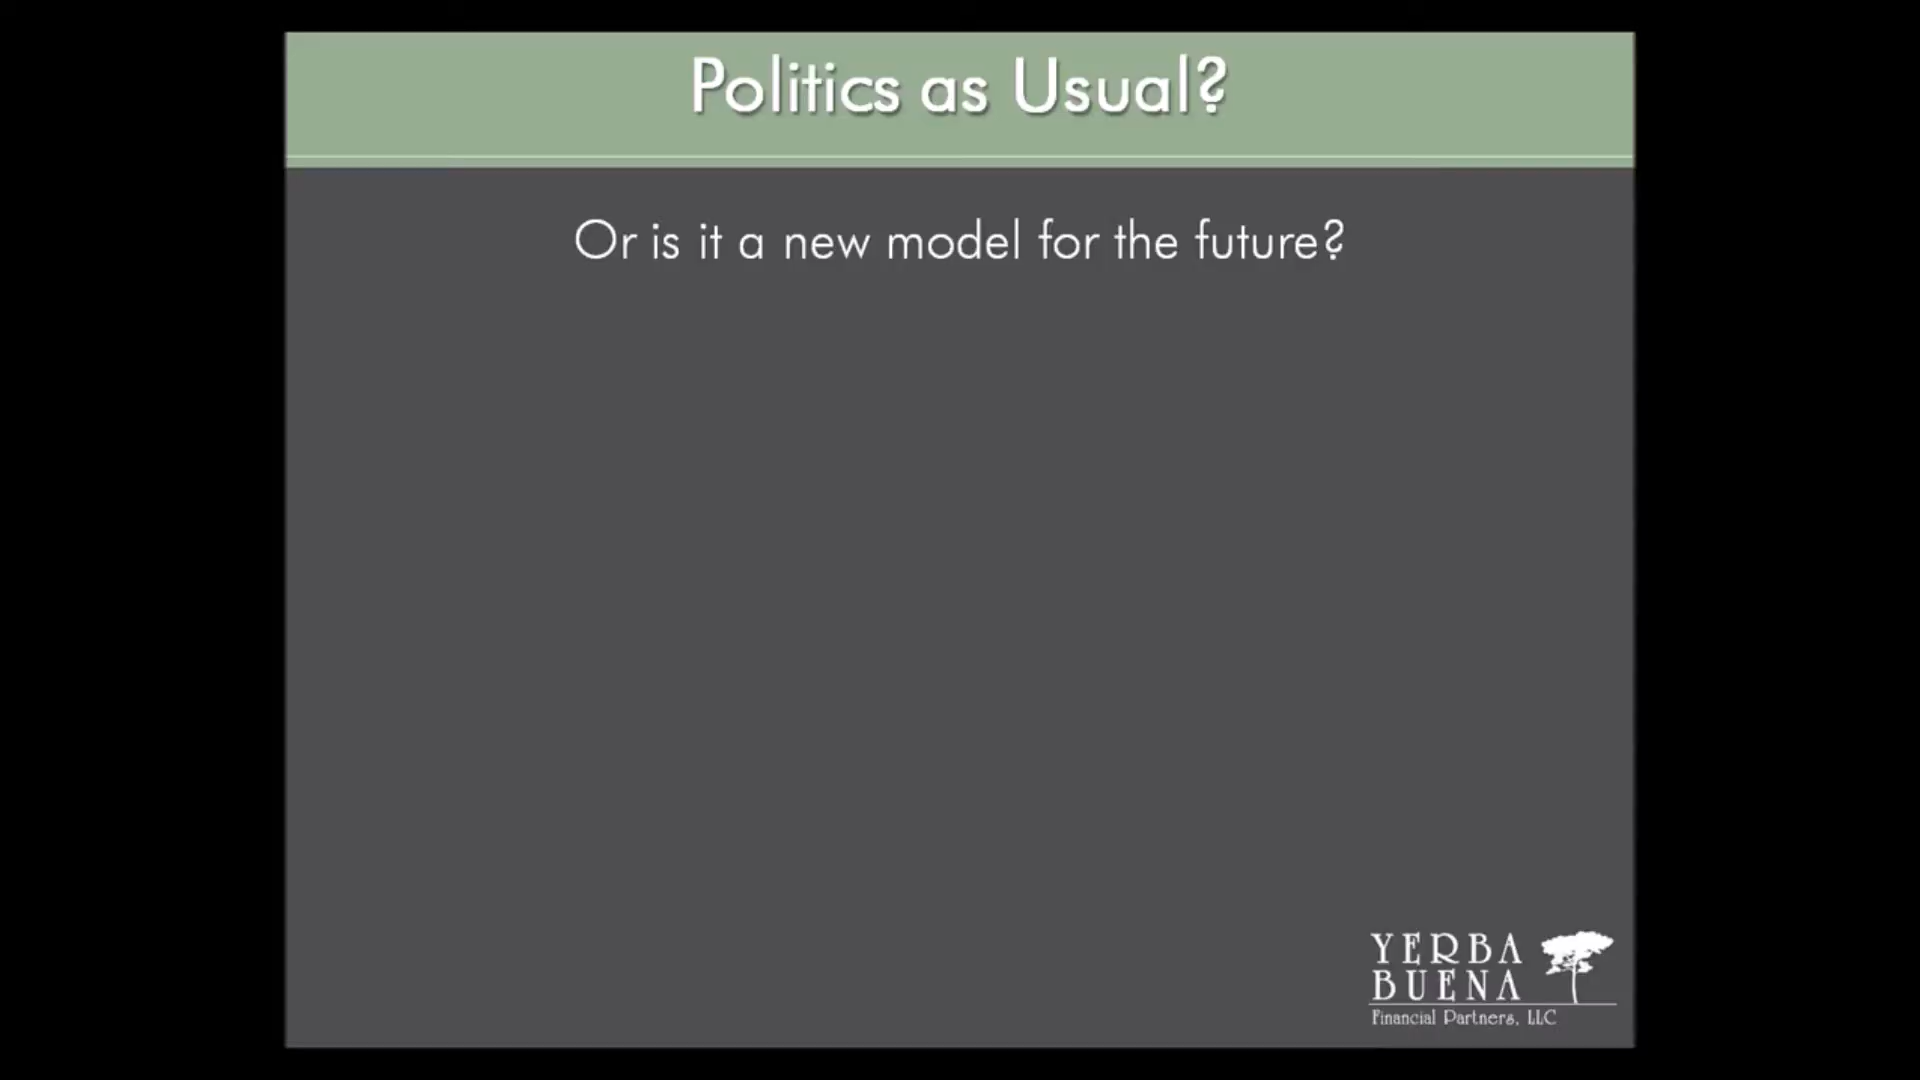 Politics as Usual?
Or is it a new model for the future?
YERBA
BUENA
Financial Partners, LLC